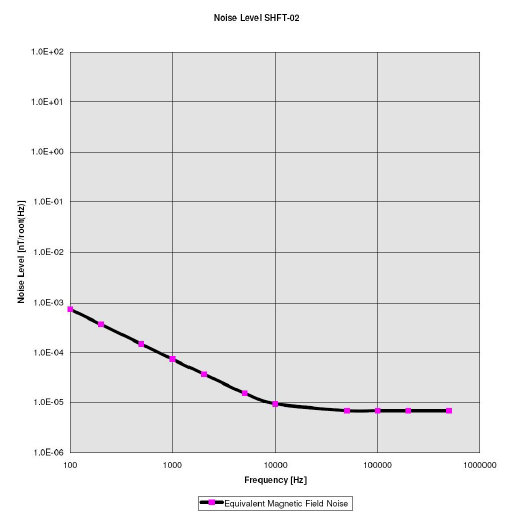 Noise Level SHFT-02
1.0E+02
1.0E+01
1.0E+00
1.0E-01
1.0E-02
1.0E-03
1.0E-04
1.0E-05
1.0E-06
Noise Level [nT/root(Hz)]
100 1000 10000 100000 1000000
Frequency [Hz]
Equivalent Magnetic Field Noise